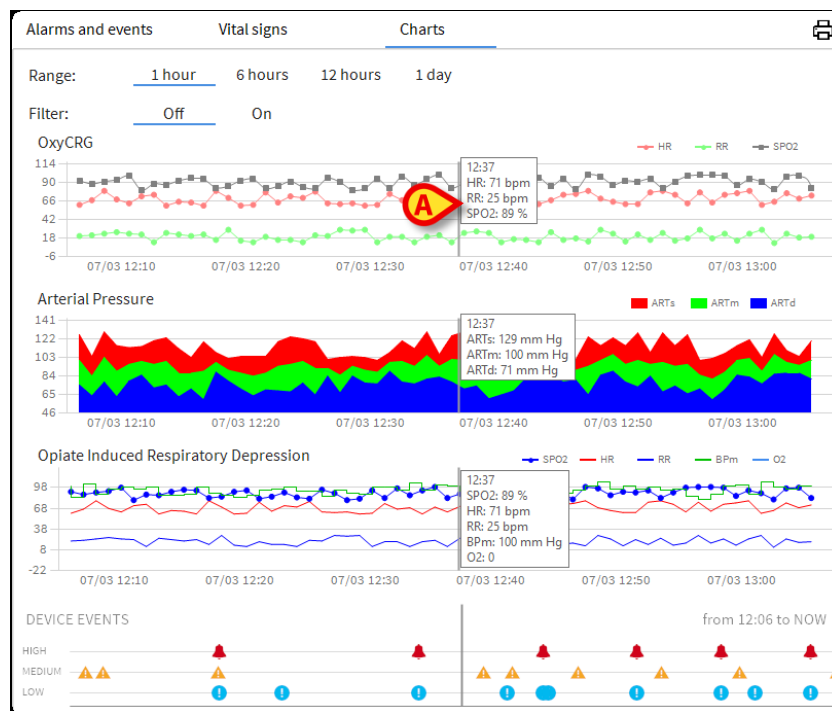 Alarms and events Vital signs Charts
Range: 1 hour 6 hours 12 hours 1 day
Filter: Off On
OxyCRG HR RR SPO2
114
90
66
42
18
-6
12:37
HR: 71 bpm
RR: 25 bpm
SPO2: 89 %
A
07/03 12:10 07/03 12:20 07/03 12:30 07/03 12:40 07/03 12:50 07/03 13:00
Arterial Pressure ARTs ARTm ARTd
141
122
103
84
65
46
12:37
ARTs: 129 mm Hg
ARTm: 100 mm Hg
ARTd: 71 mm Hg
07/03 12:10 07/03 12:20 07/03 12:30 07/03 12:40 07/03 12:50 07/03 13:00
Opiate Induced Respiratory Depression SPO2 HR RR BPm O2
98
68
38
8
-22
12:37
SPO2: 89 %
HR: 71 bpm
RR: 25 bpm
BPm: 100 mm Hg
O2: 0
07/03 12:10 07/03 12:20 07/03 12:30 07/03 12:40 07/03 12:50 07/03 13:00
DEVICE EVENTS from 12:06 to NOW
HIGH
MEDIUM
LOW